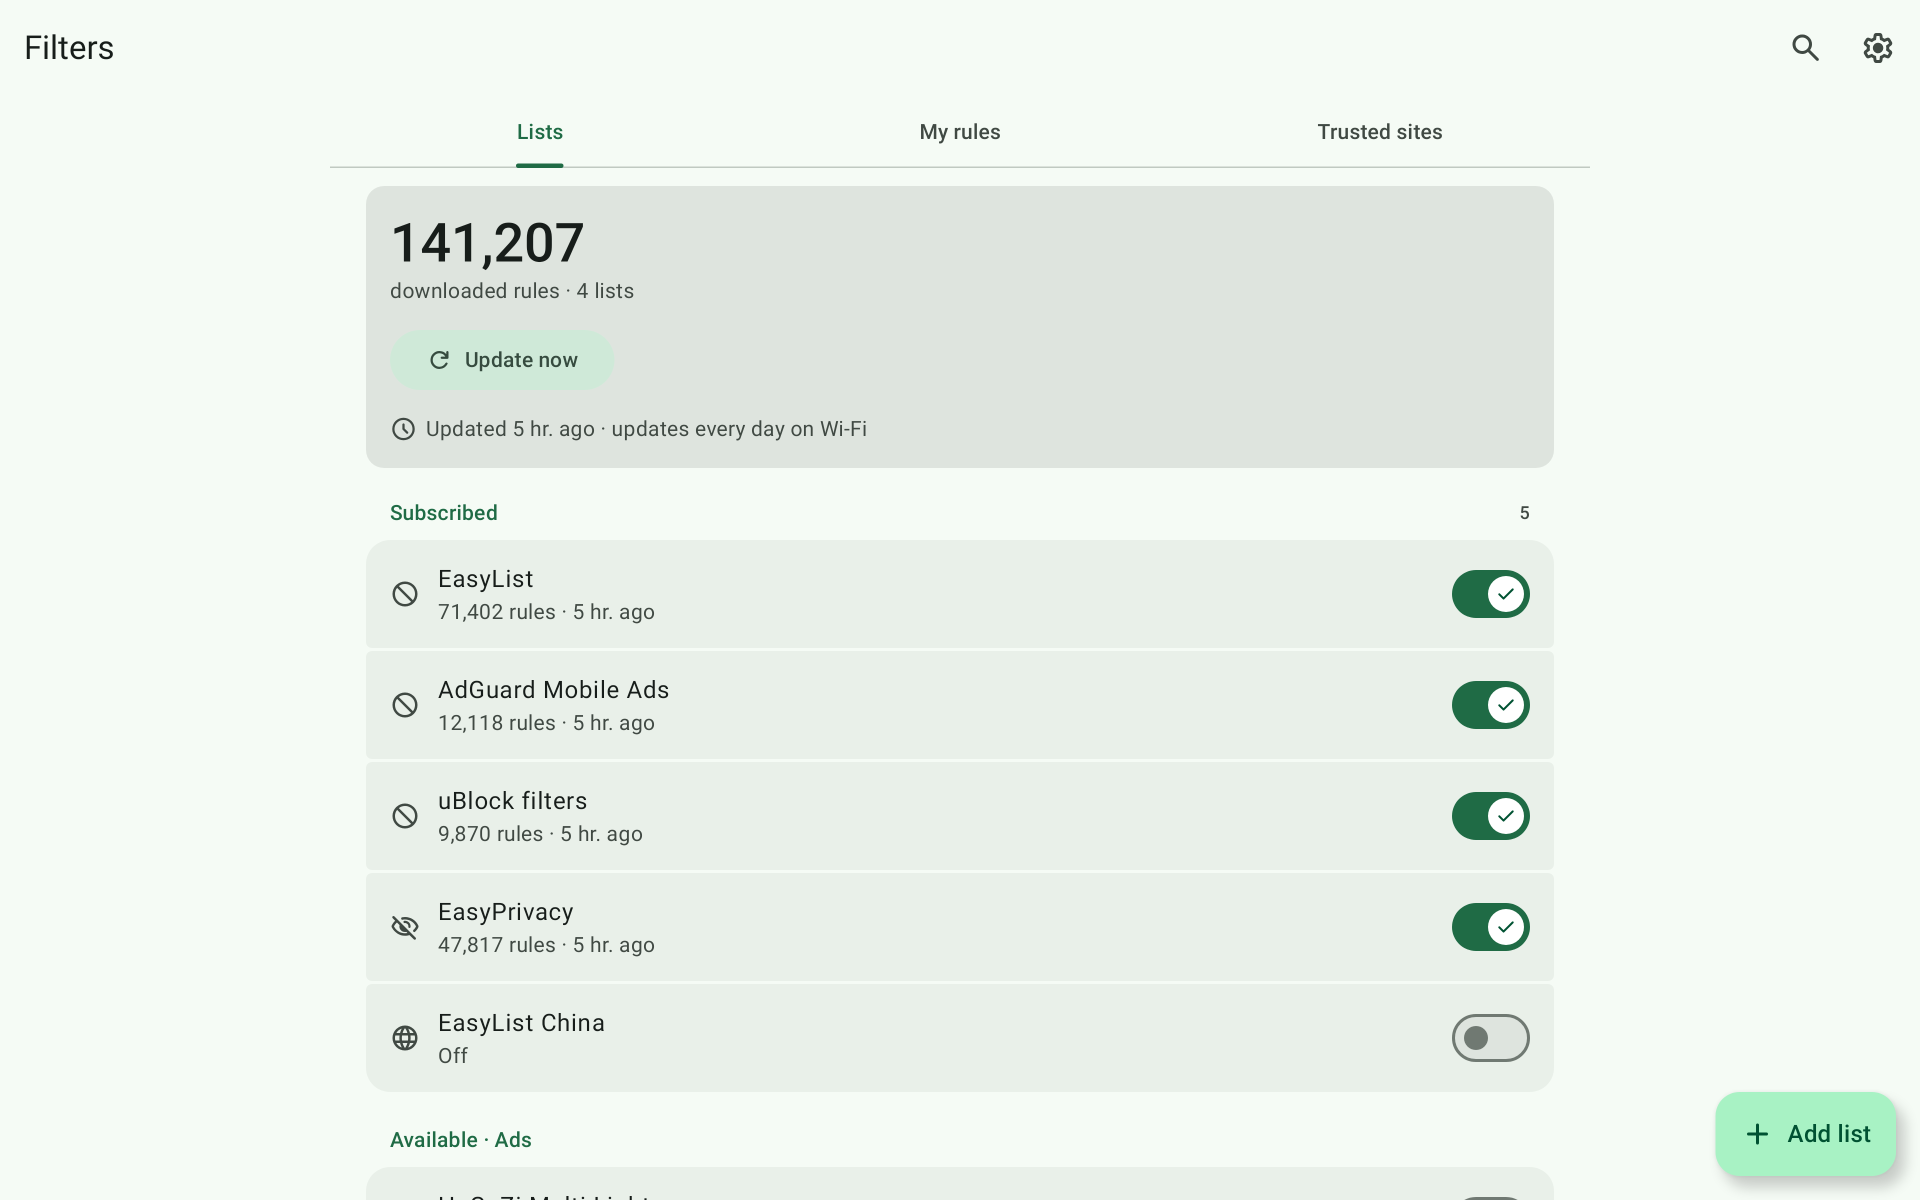 Filters
Lists
My rules
Trusted sites
141,207
downloaded rules · 4 lists
Update now
Updated 5 hr. ago · updates every day on Wi-Fi
Subscribed
5
EasyList
71,402 rules · 5 hr. ago
AdGuard Mobile Ads
12,118 rules · 5 hr. ago
uBlock filters
9,870 rules · 5 hr. ago
EasyPrivacy
47,817 rules · 5 hr. ago
EasyList China
Off
Available · Ads
Add list